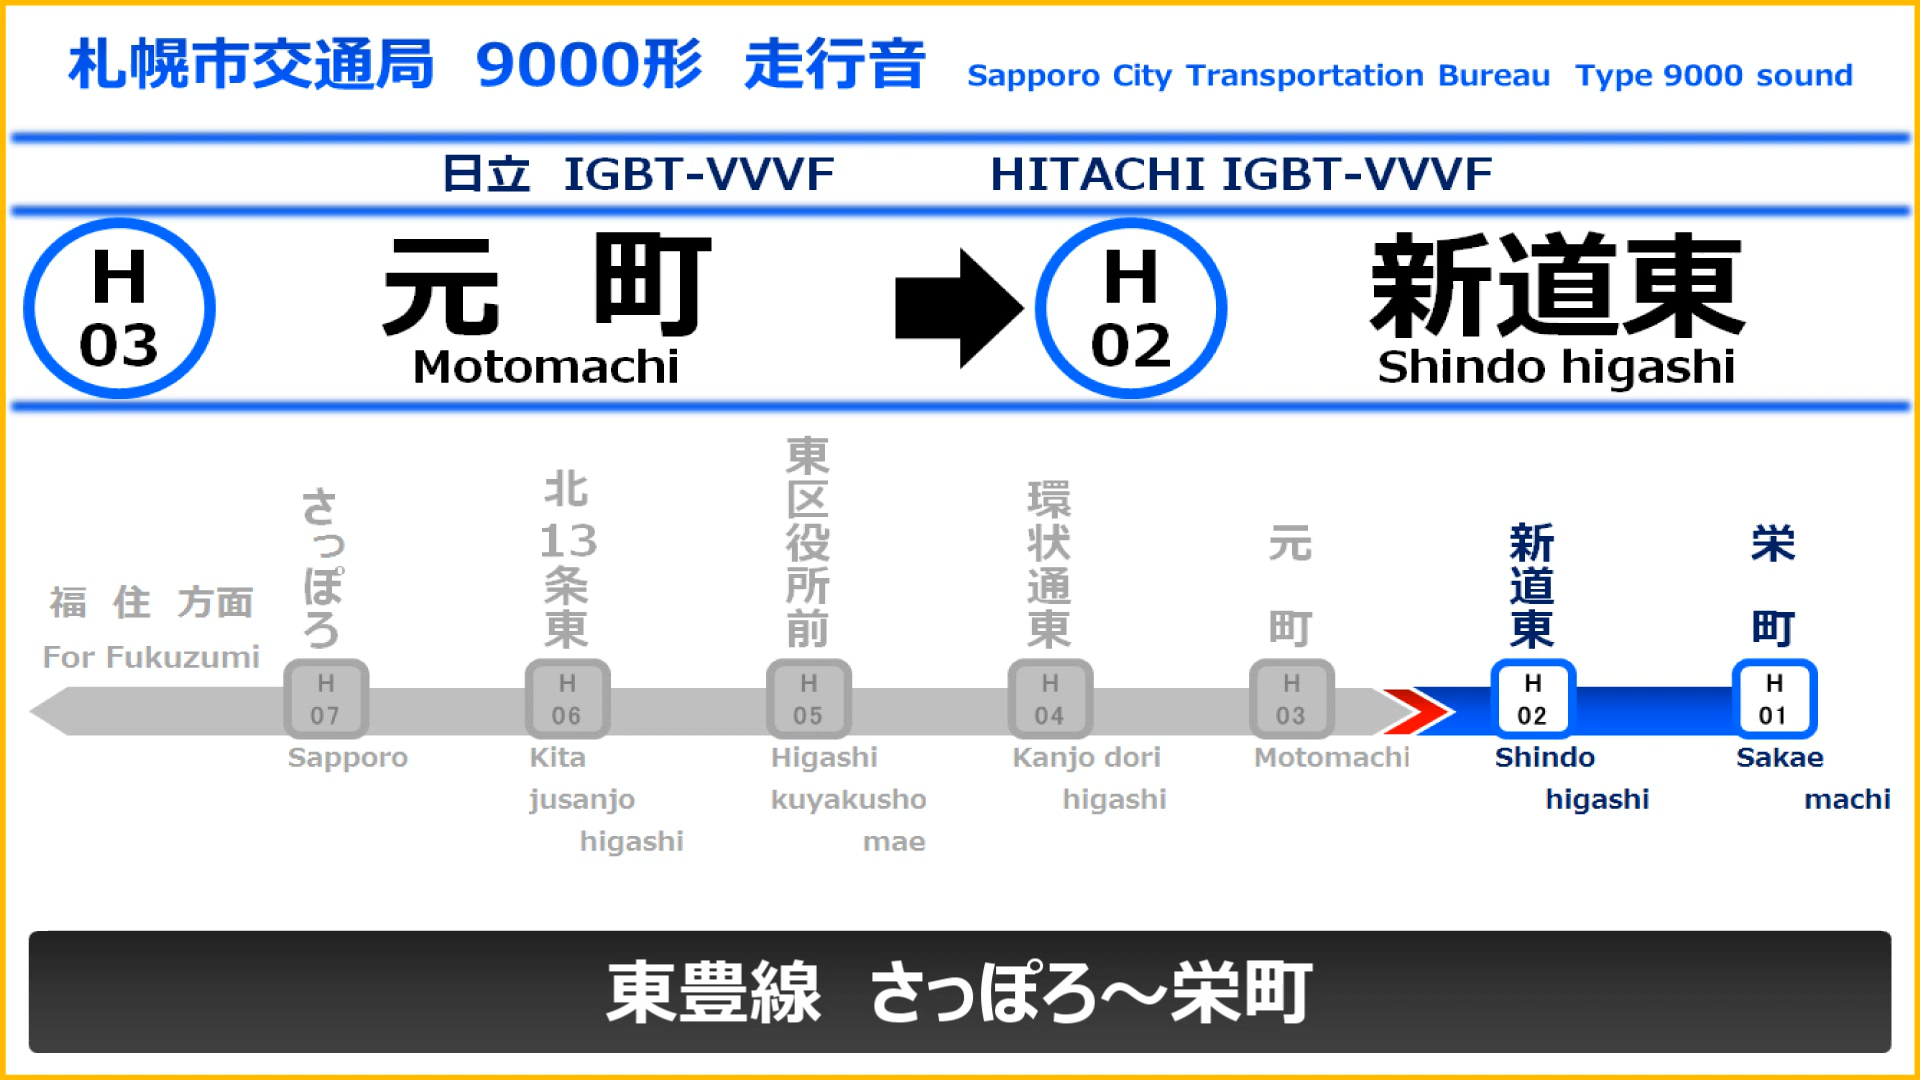 札幌市交通局　9000形　走行音　Sapporo City Transportation Bureau　Type 9000 sound
日立　IGBT-VVVF　HITACHI IGBT-VVVF
H
03
元町
Motomachi
H
02
新道東
Shindo higashi
福住方面
For Fukuzumi
さっぽろ
H
07
Sapporo
北13条東
H
06
Kita
jusanjo
higashi
東区役所前
H
05
Higashi
kuyakusho
mae
環状通東
H
04
Kanjo dori
higashi
元町
H
03
Motomachi
新道東
H
02
Shindo
higashi
栄町
H
01
Sakae
machi
東豊線　さっぽろ～栄町